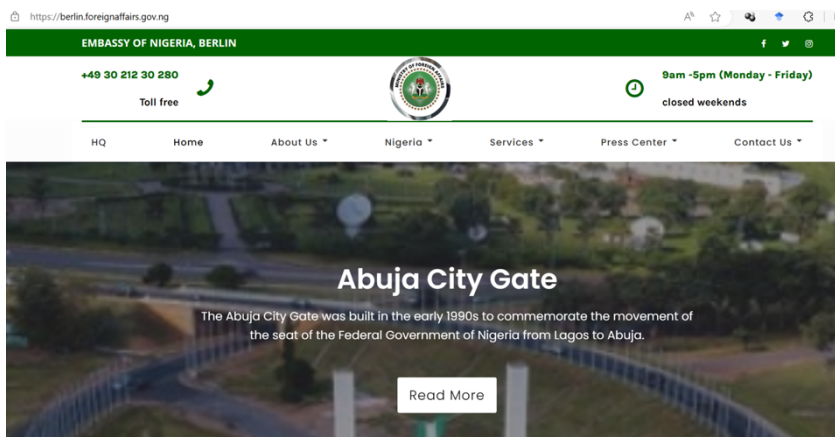 https://berlin.foreignaffairs.gov.ng
EMBASSY OF NIGERIA, BERLIN
+49 30 212 30 280
Toll free
9am -5pm (Monday - Friday)
closed weekends
HQ Home About Us Nigeria Services Press Center Contact Us
Abuja City Gate
The Abuja City Gate was built in the early 1990s to commemorate the movement of
the seat of the Federal Government of Nigeria from Lagos to Abuja.
Read More